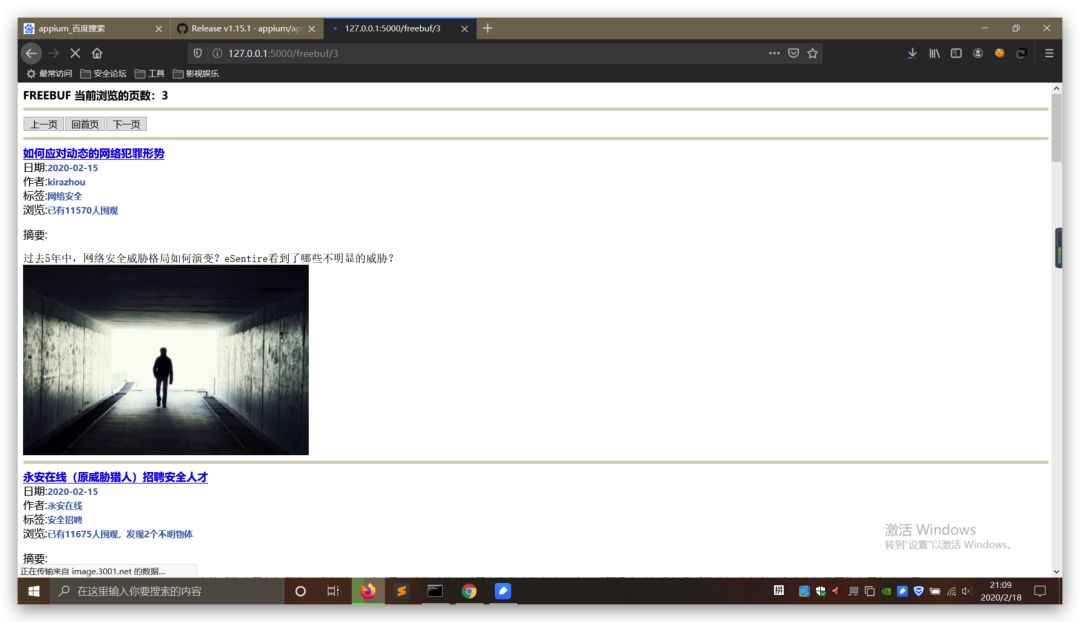 appium_百度搜索
Release v1.15.1 · appium/ap
127.0.0.1:5000/freebuf/3
127.0.0.1:5000/freebuf/3
最常访问 安全论坛 工具 影视娱乐
FREEBUF 当前浏览的页数：3
上一页 回首页 下一页
如何应对动态的网络犯罪形势
日期:2020-02-15
作者:kirazhou
标签:网络安全
浏览:已有11570人围观
摘要:
过去5年中，网络安全威胁格局如何演变？eSentire看到了哪些不明显的威胁？
永安在线（原威胁猎人）招聘安全人才
日期:2020-02-15
作者:永安在线
标签:安全招聘
浏览:已有11675人围观，发现2个不明物体
摘要:
激活 Windows
转到"设置"以激活 Windows。
正在传输来自 image.3001.net 的数据...
在这里输入你要搜索的内容
拼
21:09
2020/2/18